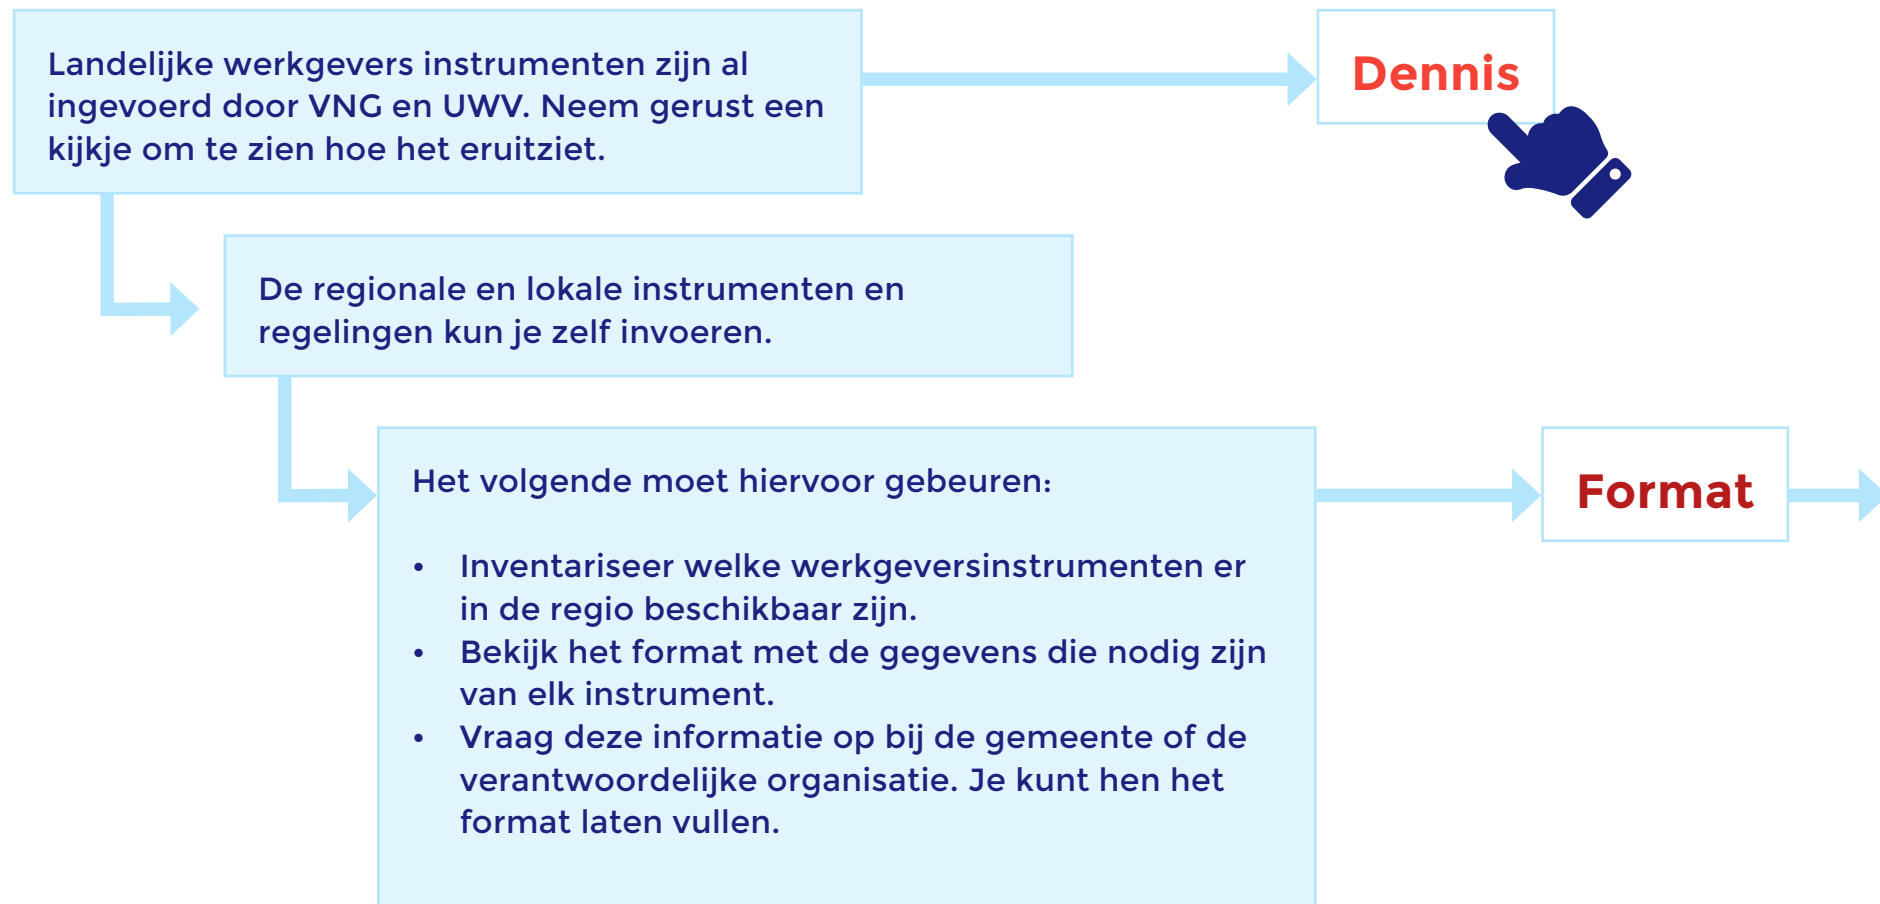 Landelijke werkgevers instrumenten zijn al
ingevoerd door VNG en UWV. Neem gerust een
kijkje om te zien hoe het eruitziet.
Dennis
De regionale en lokale instrumenten en
regelingen kun je zelf invoeren.
Het volgende moet hiervoor gebeuren:
• Inventariseer welke werkgeversinstrumenten er
in de regio beschikbaar zijn.
• Bekijk het format met de gegevens die nodig zijn
van elk instrument.
• Vraag deze informatie op bij de gemeente of de
verantwoordelijke organisatie. Je kunt hen het
format laten vullen.
Format